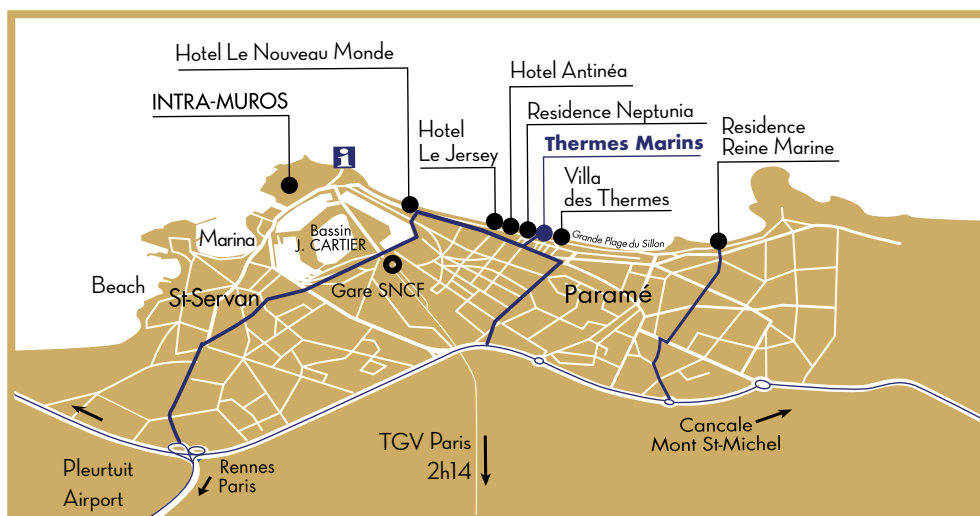 Hotel Le Nouveau Monde
INTRA-MUROS
i
Hotel
Le Jersey
Hotel Antinéa
Residence Neptunia
Thermes Marins
Villa
des Thermes
Residence
Reine Marine
Grande Plage du Sillon
Marina
Bassin
J. CARTIER
Beach
St-Servan
Gare SNCF
Paramé
Pleurtuit
Airport
Rennes
Paris
TGV Paris
2h14
Cancale
Mont St-Michel